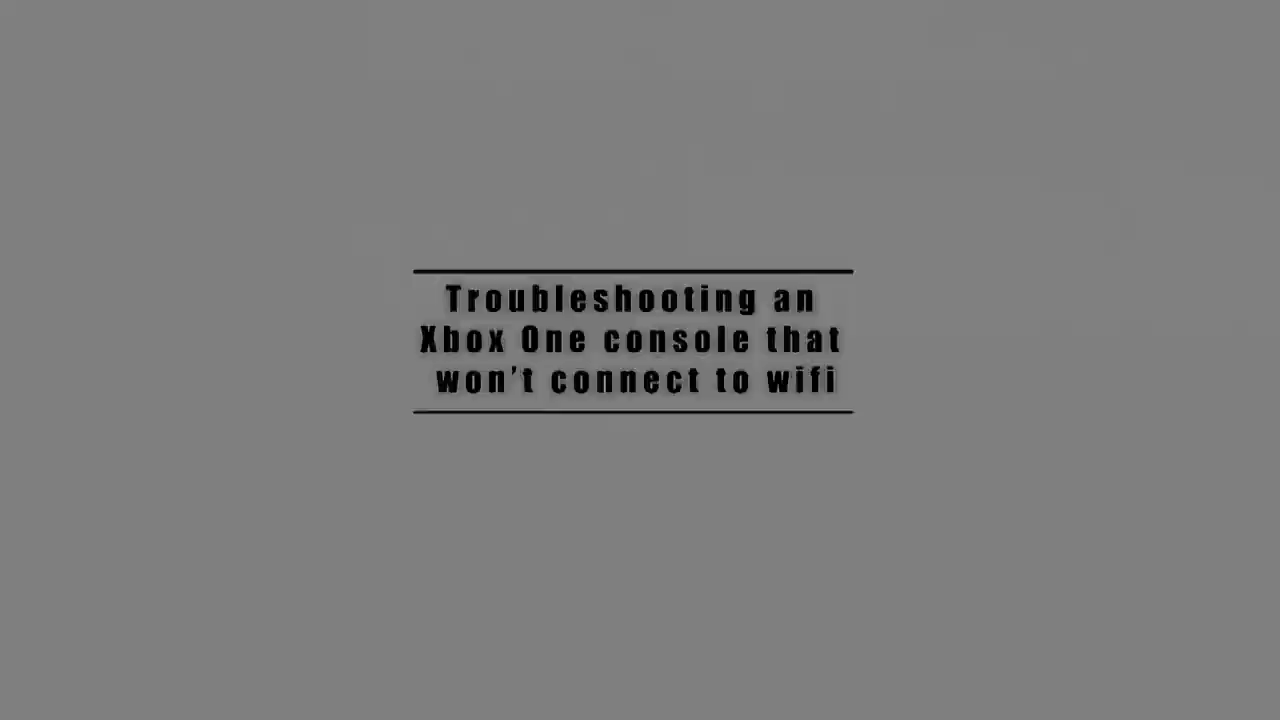 Troubleshooting an
Xbox One console that
won't connect to wifi